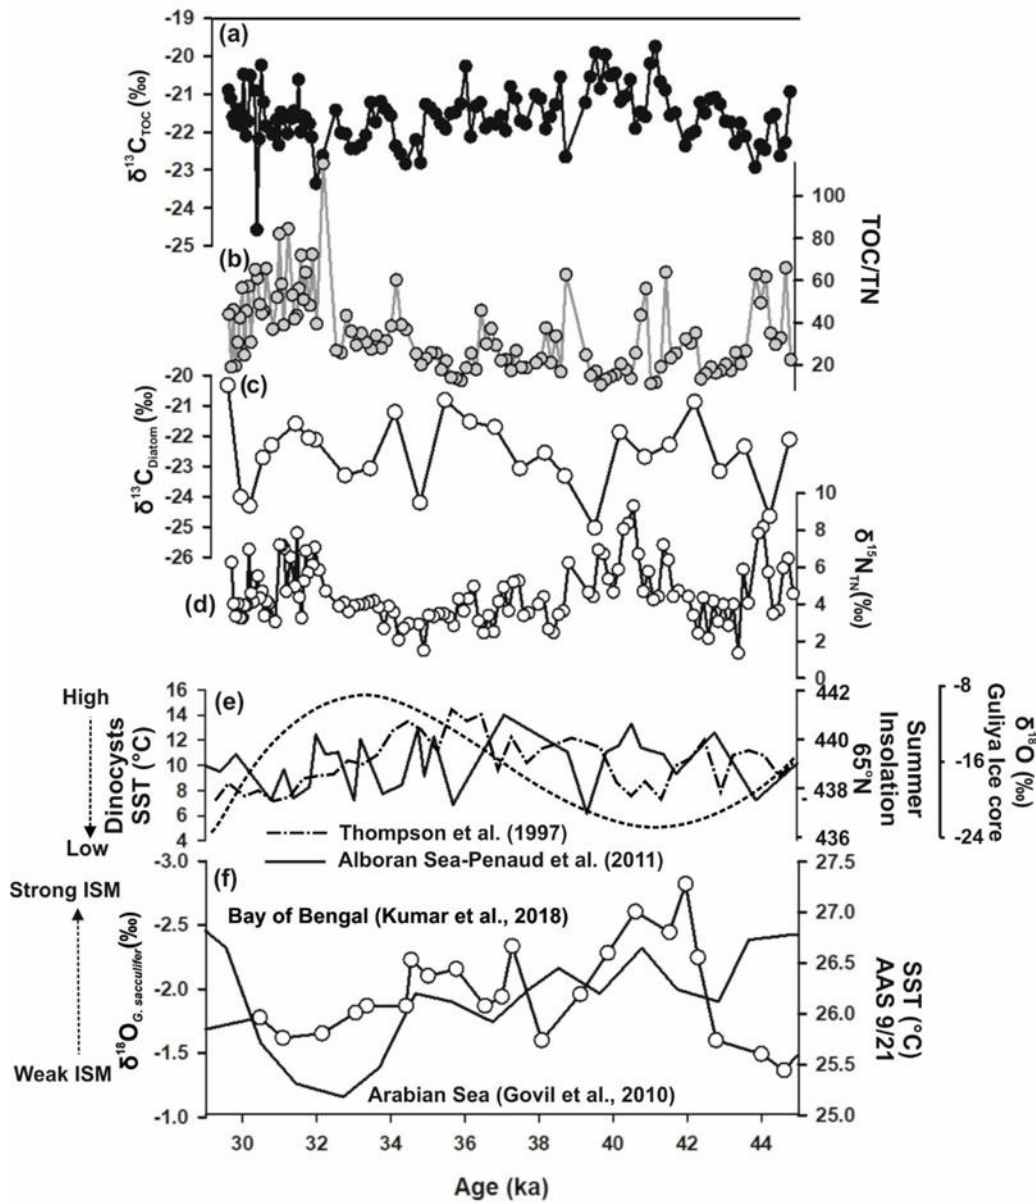 (a)
-19
-20
-21
-22
-23
-24
-25
δ13CTOC (‰)
(b)
100
80
60
40
20
TOC/TN
(c)
-20
-21
-22
-23
-24
-25
-26
δ13CDiatom (‰)
(d)
10
8
6
4
2
0
δ15NTN(‰)
(e)
High
Low
Dinocysts
SST (°C)
16
14
12
10
8
6
4
442
440
438
436
65°N
Insolation
Summer
-8
-16
-24
Guliya Ice core
δ18O (‰)
Thompson et al. (1997)
Alboran Sea-Penaud et al. (2011)
(f)
Strong ISM
Weak ISM
δ18OG. sacculifer(‰)
-3.0
-2.5
-2.0
-1.5
-1.0
Bay of Bengal (Kumar et al., 2018)
Arabian Sea (Govil et al., 2010)
27.5
27.0
26.5
26.0
25.5
25.0
SST (°C)
AAS 9/21
30 32 34 36 38 40 42 44
Age (ka)